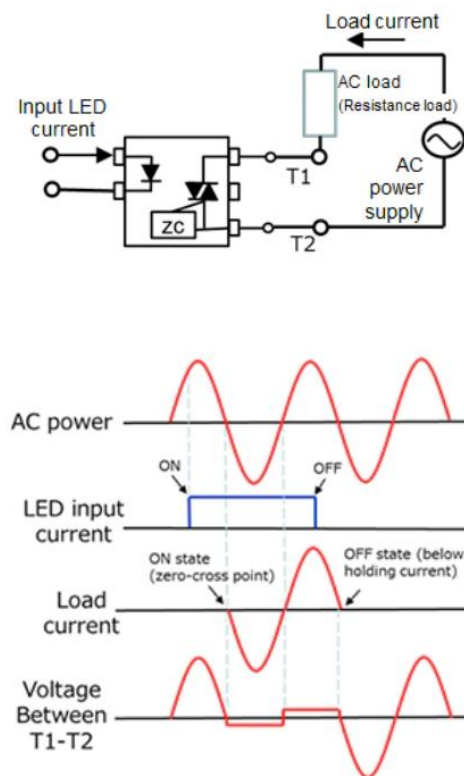 Load current
AC load
(Resistance load)
Input LED
current
T1
AC
power
supply
ZC
T2
AC power
ON
OFF
LED input
current
ON state
(zero-cross point)
OFF state (below
holding current)
Load
current
Voltage
Between
T1-T2